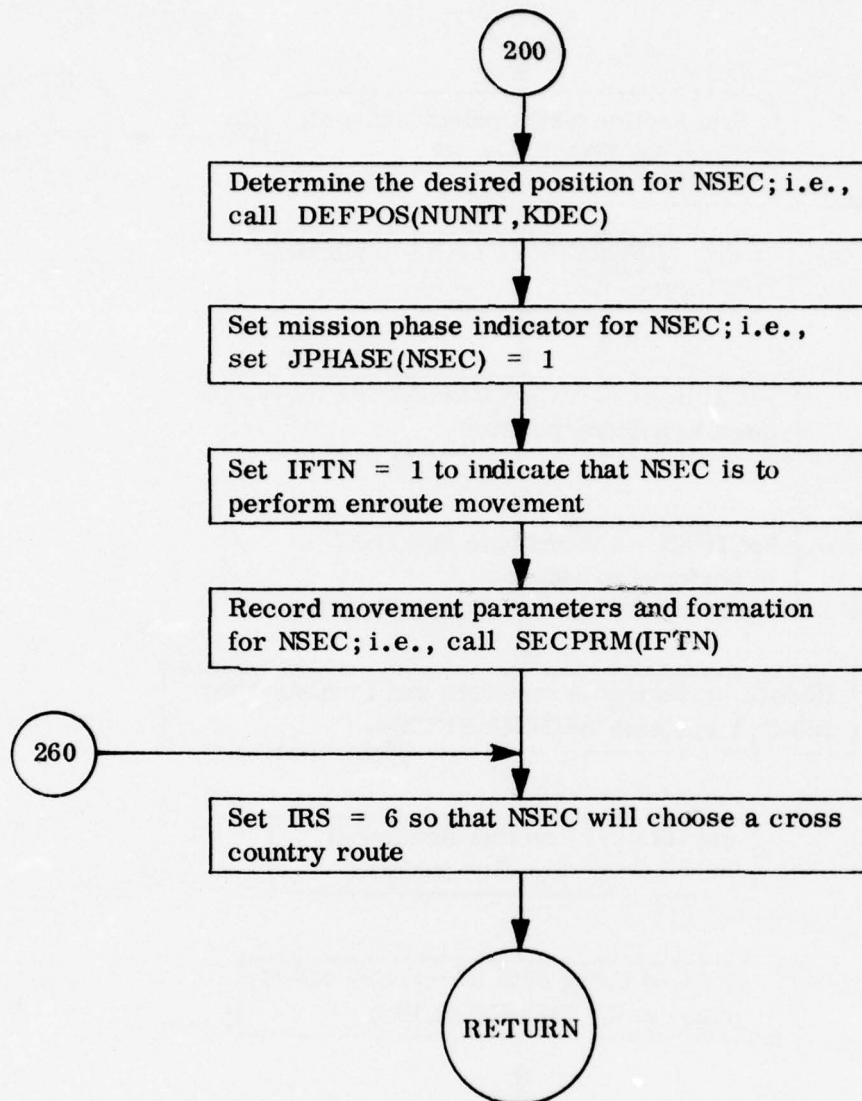 200
Determine the desired position for NSEC; i.e.,
call DEFPOS(NUNIT,KDEC)
Set mission phase indicator for NSEC; i.e.,
set JPHASE(NSEC) = 1
Set IFTN = 1 to indicate that NSEC is to
perform enroute movement
Record movement parameters and formation
for NSEC; i.e., call SECPRM(IFTN)
260
Set IRS = 6 so that NSEC will choose a cross
country route
RETURN